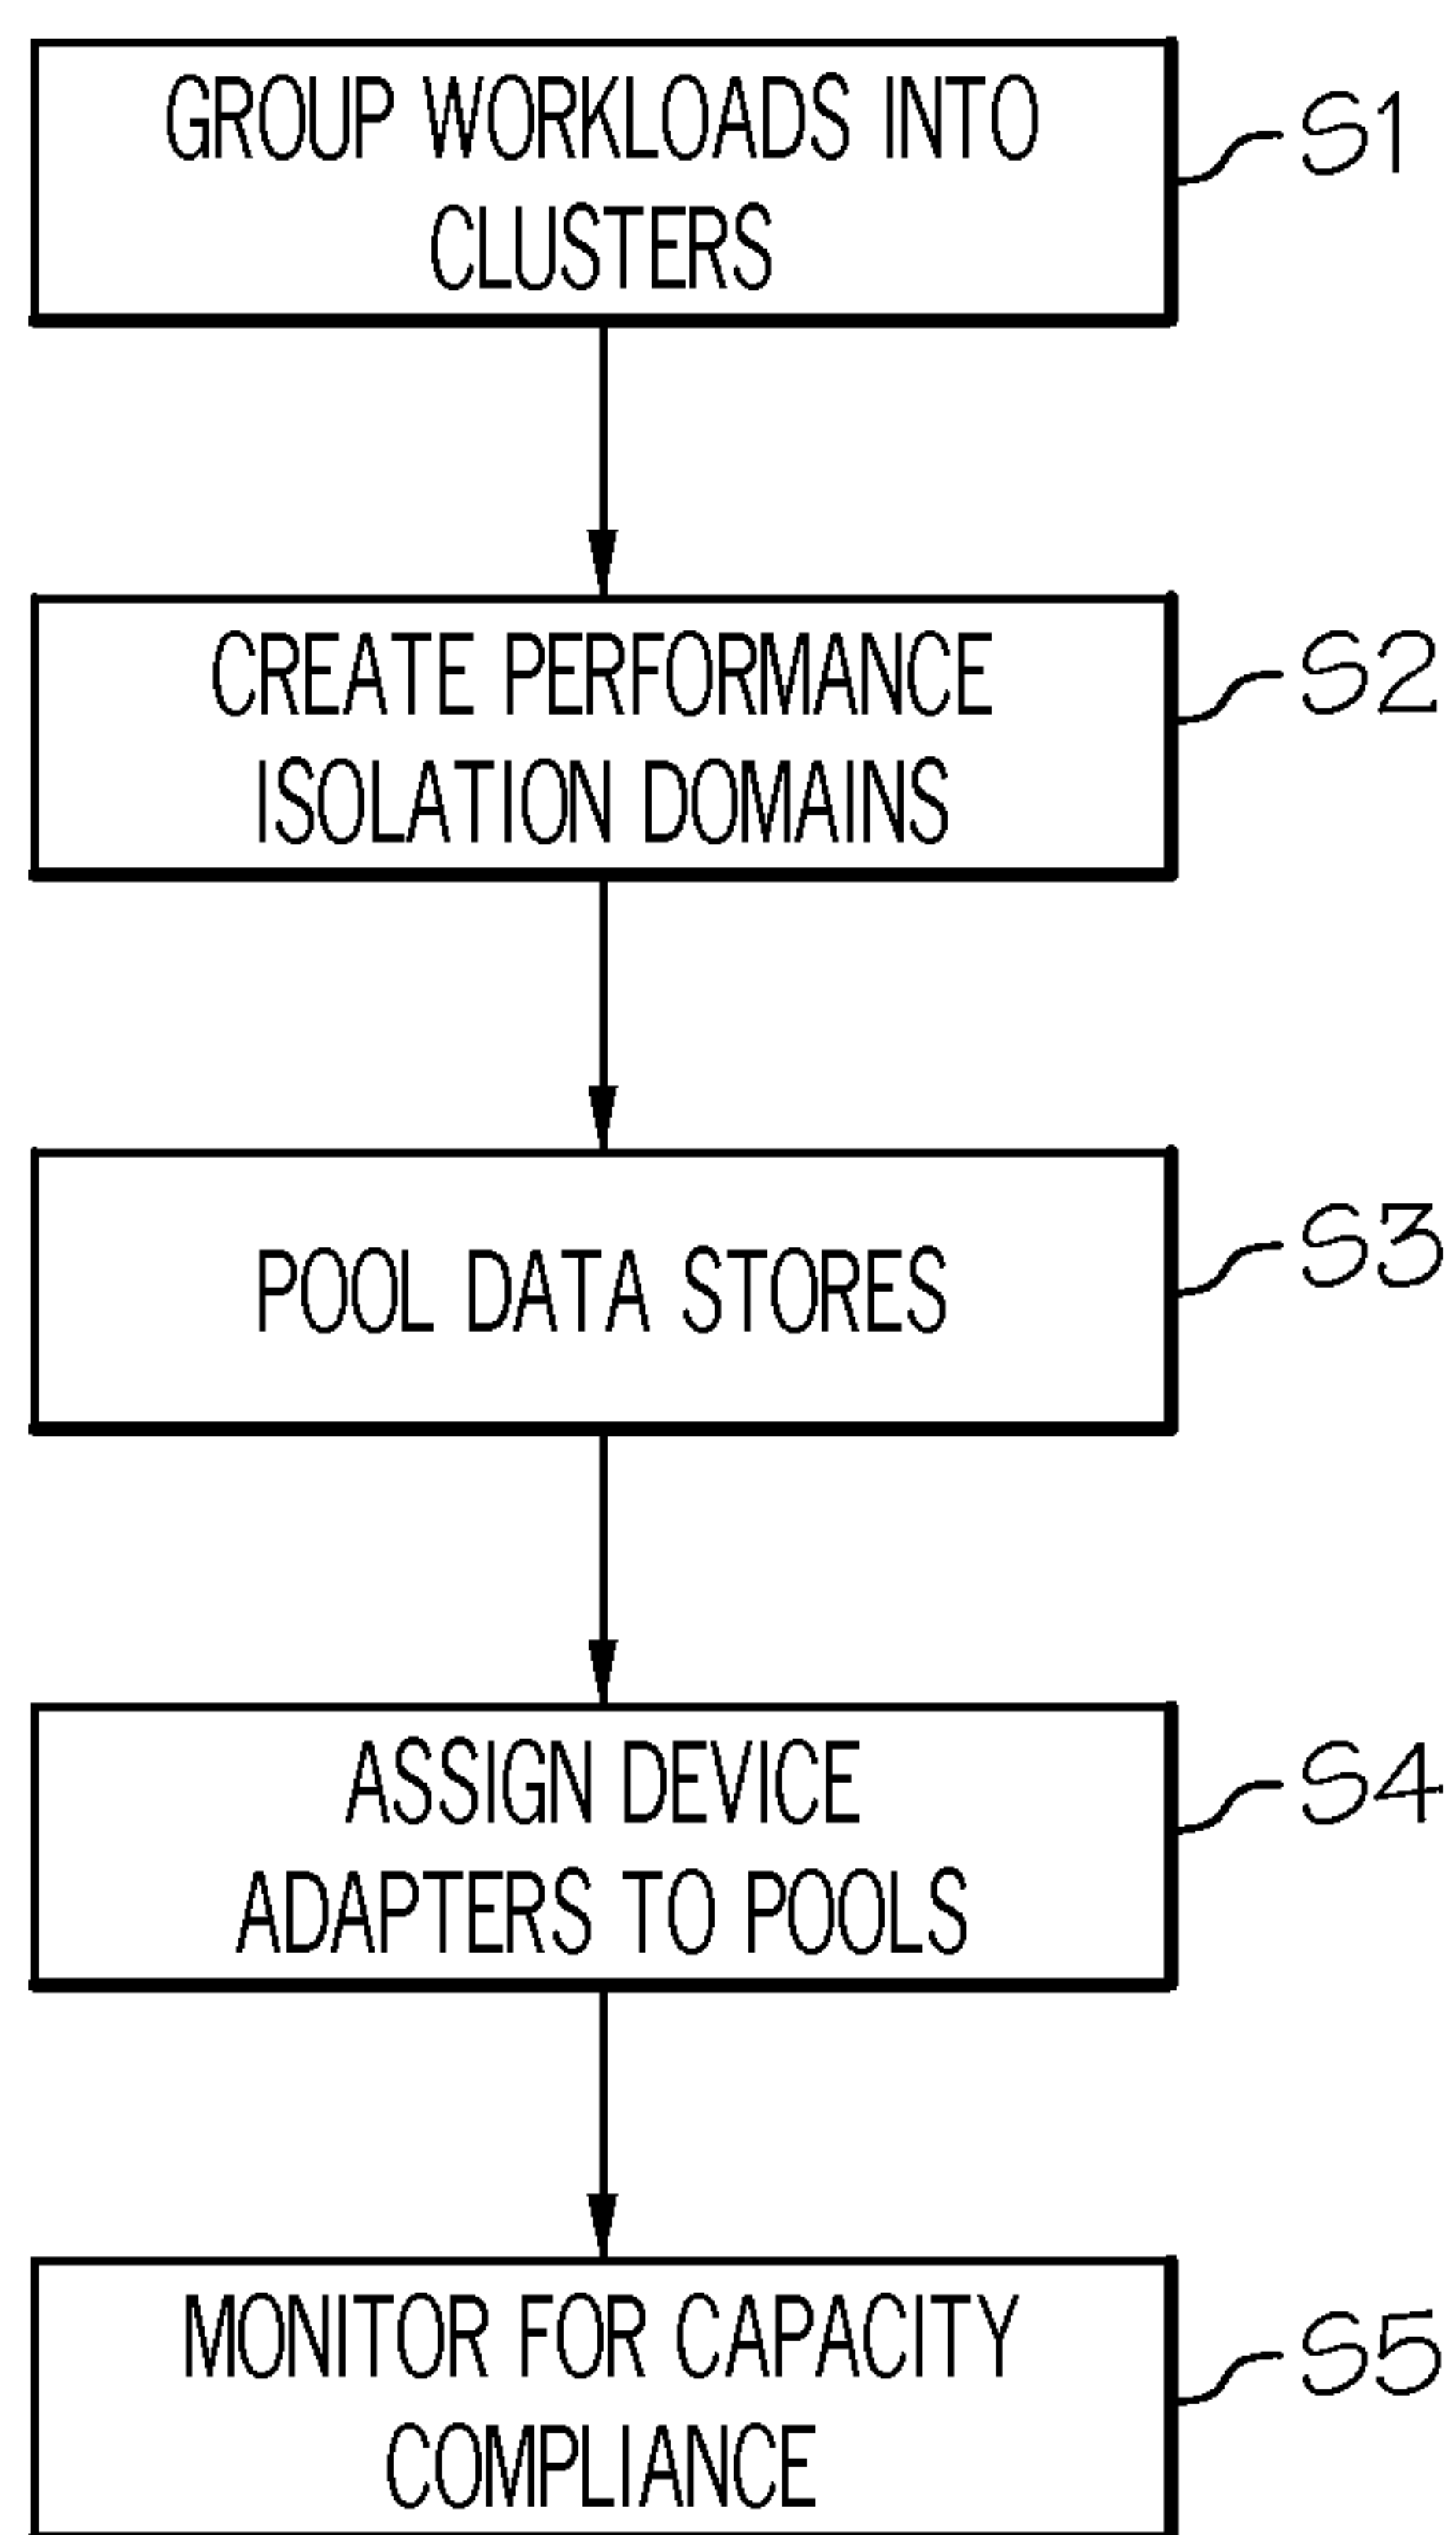 GROUP WORKLOADS INTO
CLUSTERS
S1
CREATE PERFORMANCE
ISOLATION DOMAINS
S2
POOL DATA STORES
S3
ASSIGN DEVICE
ADAPTERS TO POOLS
S4
MONITOR FOR CAPACITY
COMPLIANCE
S5